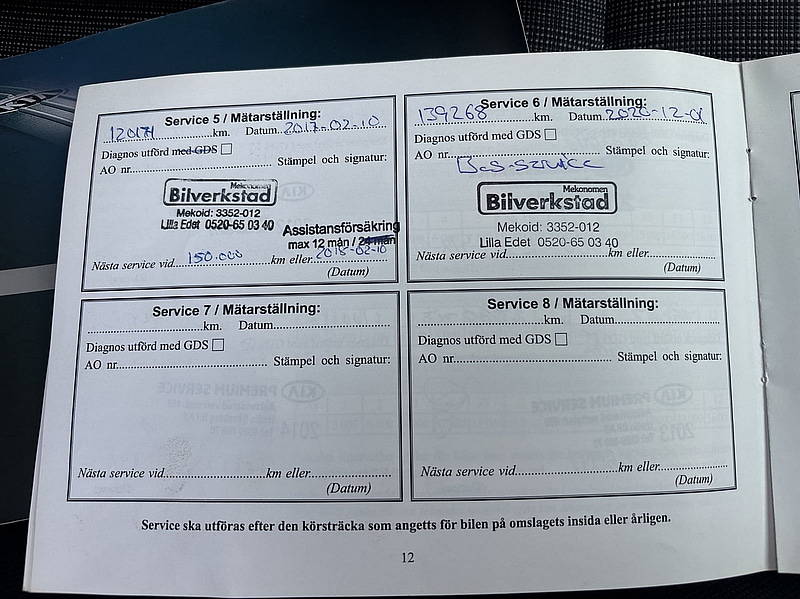 Service 5 / Mätarställning:
120171 km. Datum 2017-02-10
Diagnos utförd med GDS
AO nr. Stämpel och signatur:
Mekonomen
Bilverkstad
Mekoid: 3352-012
Lilla Edet 0520-65 03 40
Assistansförsäkring
max 12 mån / 24 mån
Nästa service vid 150.000 km eller 2018-02-10
(Datum)
Service 6 / Mätarställning:
139268 km. Datum 2020-12-01
Diagnos utförd med GDS
AO nr. Stämpel och signatur:
Bas-service
Mekonomen
Bilverkstad
Mekoid: 3352-012
Lilla Edet 0520-65 03 40
Nästa service vid km eller
(Datum)
Service 7 / Mätarställning:
km. Datum
Diagnos utförd med GDS
AO nr. Stämpel och signatur:
Nästa service vid km eller
(Datum)
Service 8 / Mätarställning:
km. Datum
Diagnos utförd med GDS
AO nr. Stämpel och signatur:
Nästa service vid km eller
(Datum)
Service ska utföras efter den körsträcka som angetts för bilen på omslagets insida eller årligen.
12